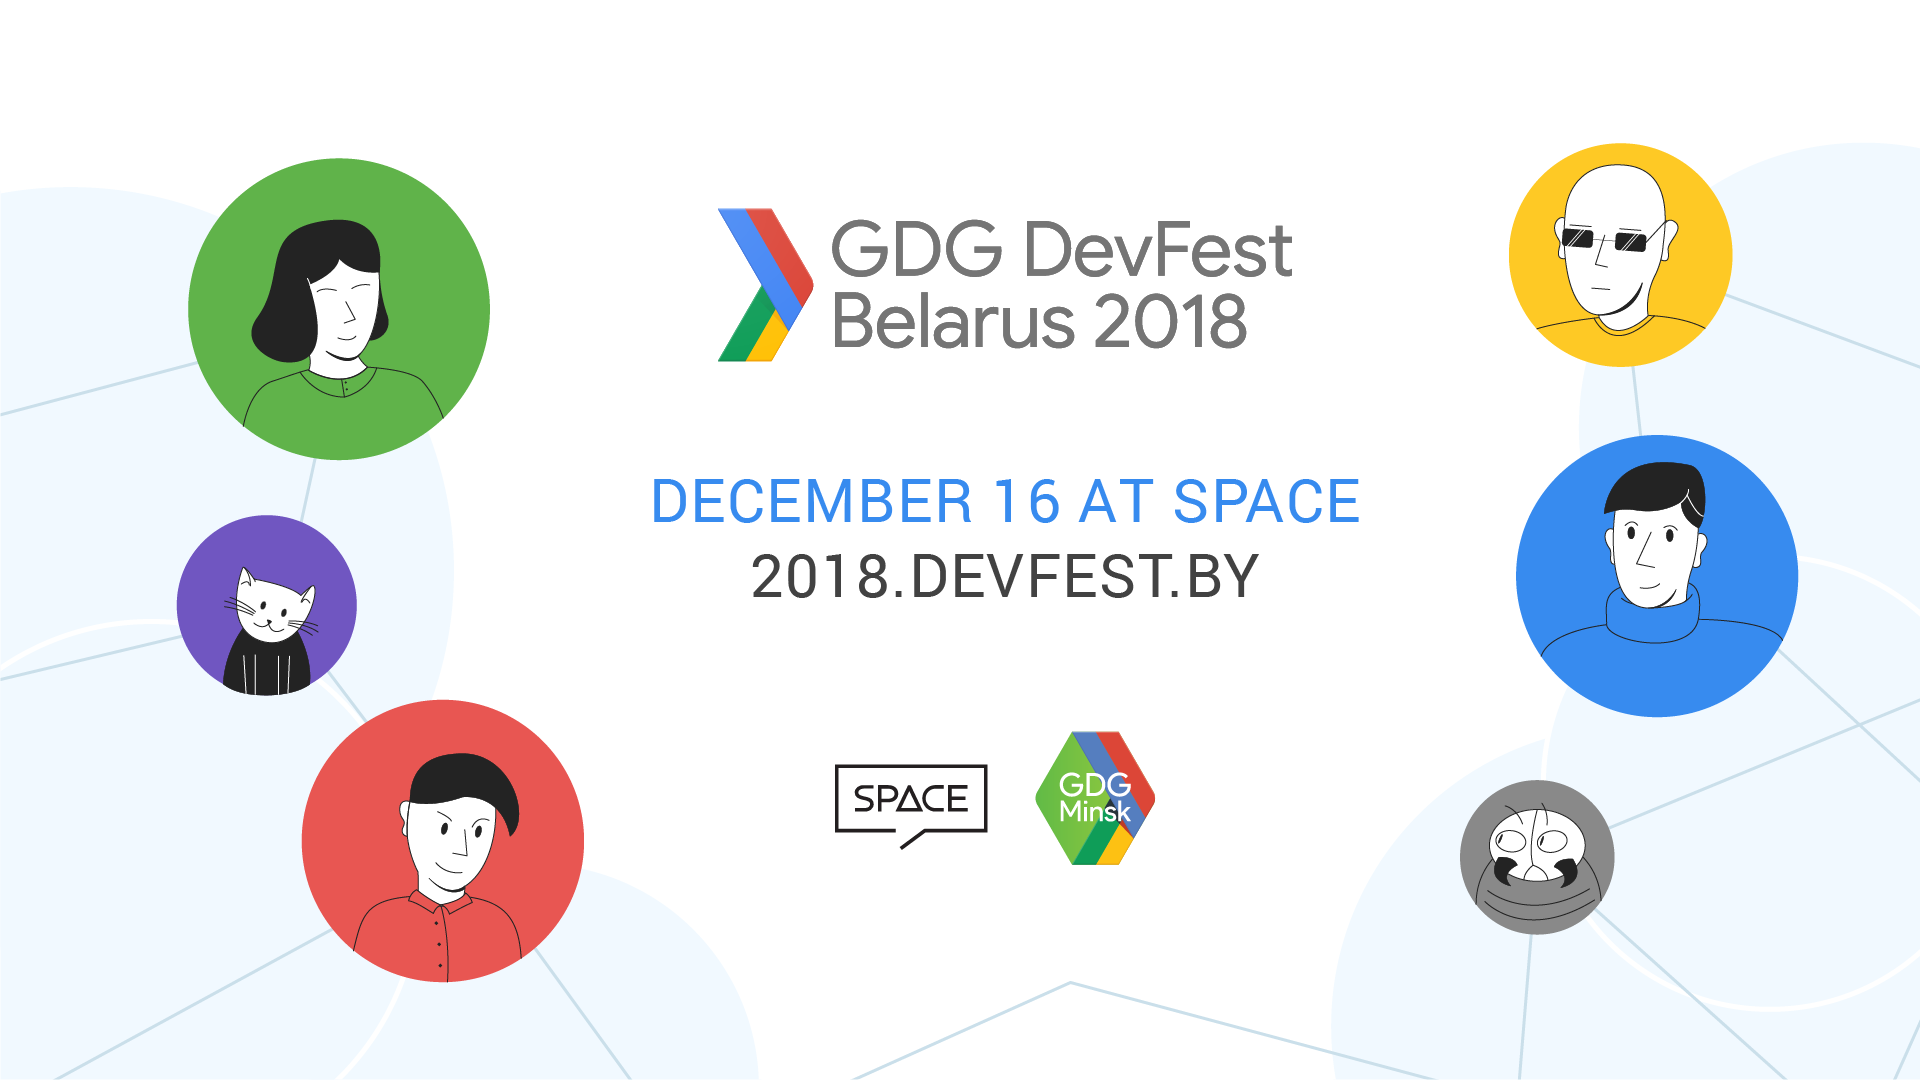 GDG DevFest
Belarus 2018
DECEMBER 16 AT SPACE
2018.DEVFEST.BY
SPACE
GDG
Minsk